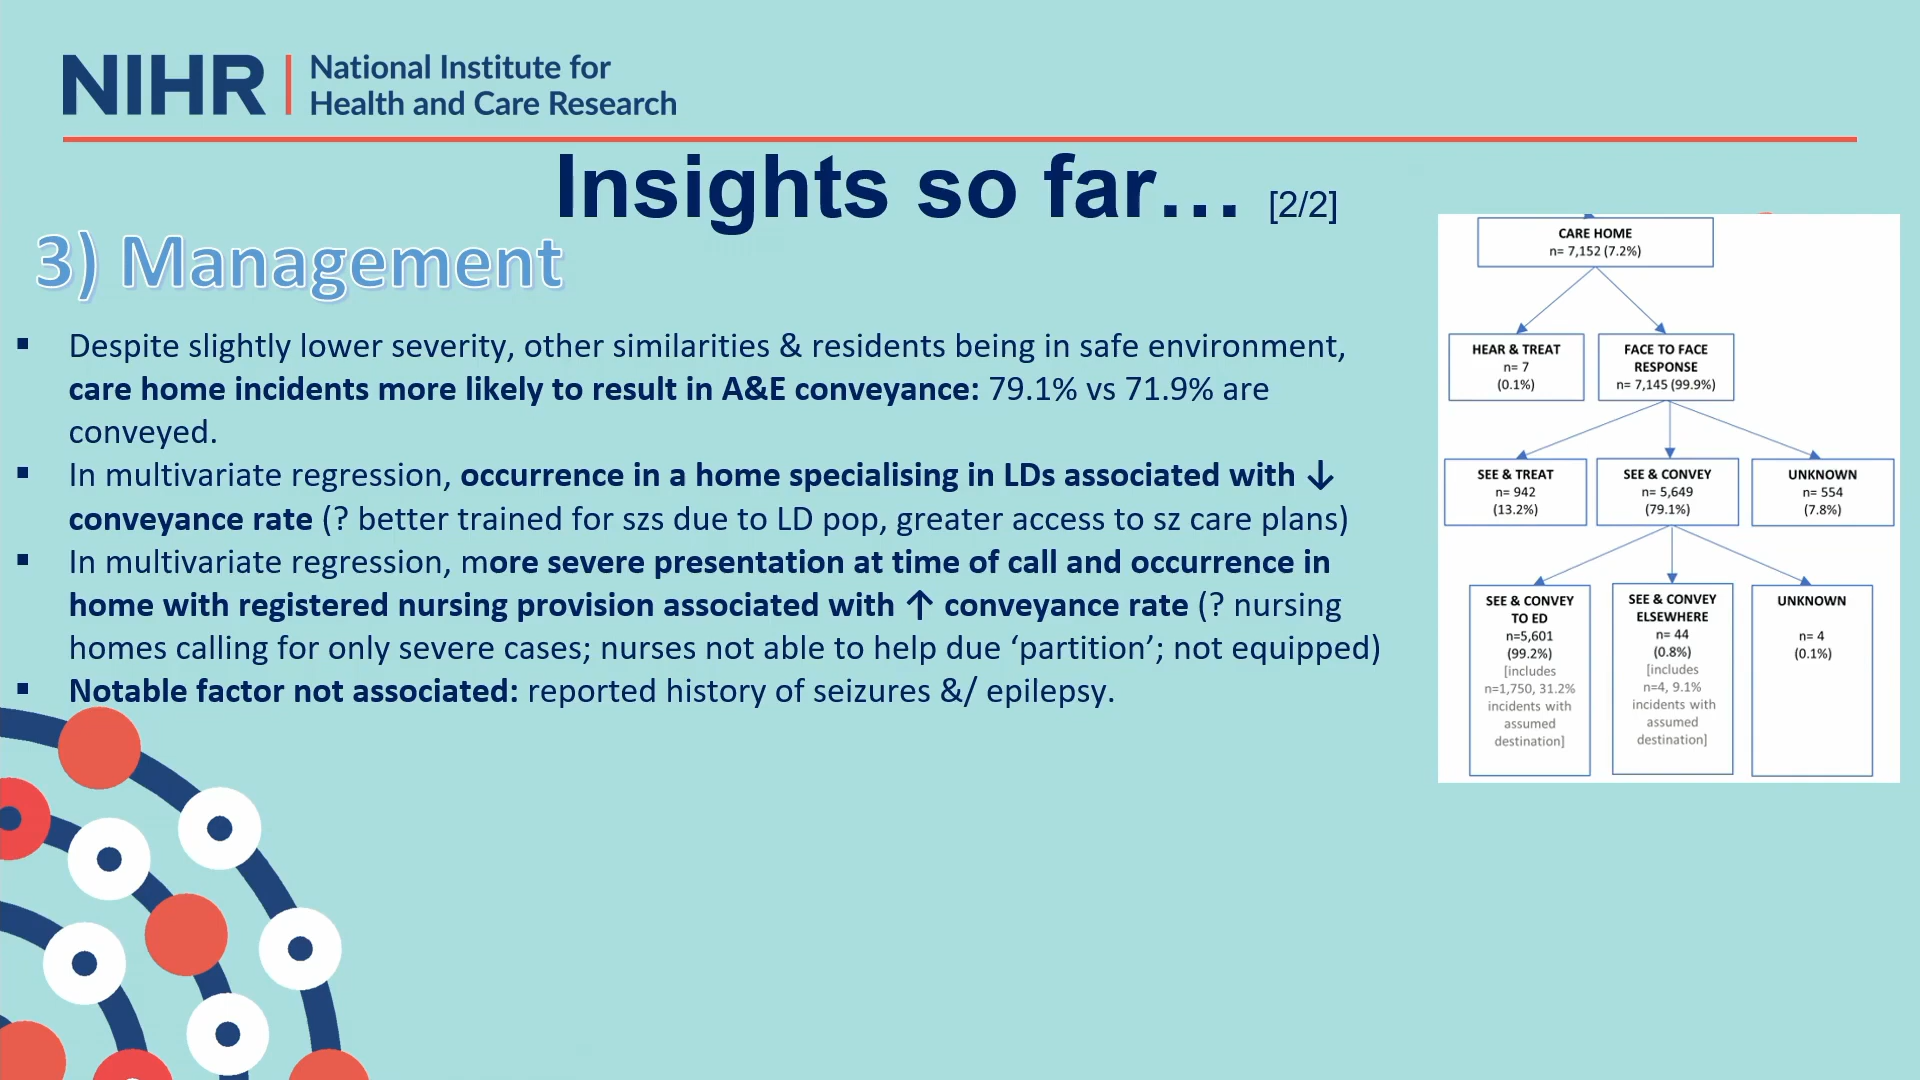 NIHR | National Institute for
Health and Care Research
Insights so far... [2/2]
3) Management
▪ Despite slightly lower severity, other similarities & residents being in safe environment,
care home incidents more likely to result in A&E conveyance: 79.1% vs 71.9% are
conveyed.
▪ In multivariate regression, occurrence in a home specialising in LDs associated with ↓
conveyance rate (? better trained for szs due to LD pop, greater access to sz care plans)
▪ In multivariate regression, more severe presentation at time of call and occurrence in
home with registered nursing provision associated with ↑ conveyance rate (? nursing
homes calling for only severe cases; nurses not able to help due ‘partition’; not equipped)
▪ Notable factor not associated: reported history of seizures &/ epilepsy.
CARE HOME
n= 7,152 (7.2%)
HEAR & TREAT
n= 7
(0.1%)
FACE TO FACE
RESPONSE
n= 7,145 (99.9%)
SEE & TREAT
n= 942
(13.2%)
SEE & CONVEY
n= 5,649
(79.1%)
UNKNOWN
n= 554
(7.8%)
SEE & CONVEY
TO ED
n=5,601
(99.2%)
[includes
n=1,750, 31.2%
incidents with
assumed
destination]
SEE & CONVEY
ELSEWHERE
n= 44
(0.8%)
[includes
n=4, 9.1%
incidents with
assumed
destination]
UNKNOWN
n= 4
(0.1%)